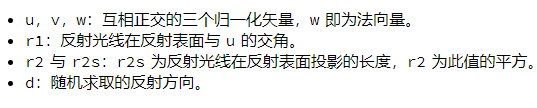 • u，v，w：互相正交的三个归一化矢量，w 即为法向量。
• r1：反射光线在反射表面与 u 的交角。
• r2 与 r2s：r2s 为反射光线在反射表面投影的长度，r2 为此值的平方。
• d：随机求取的反射方向。